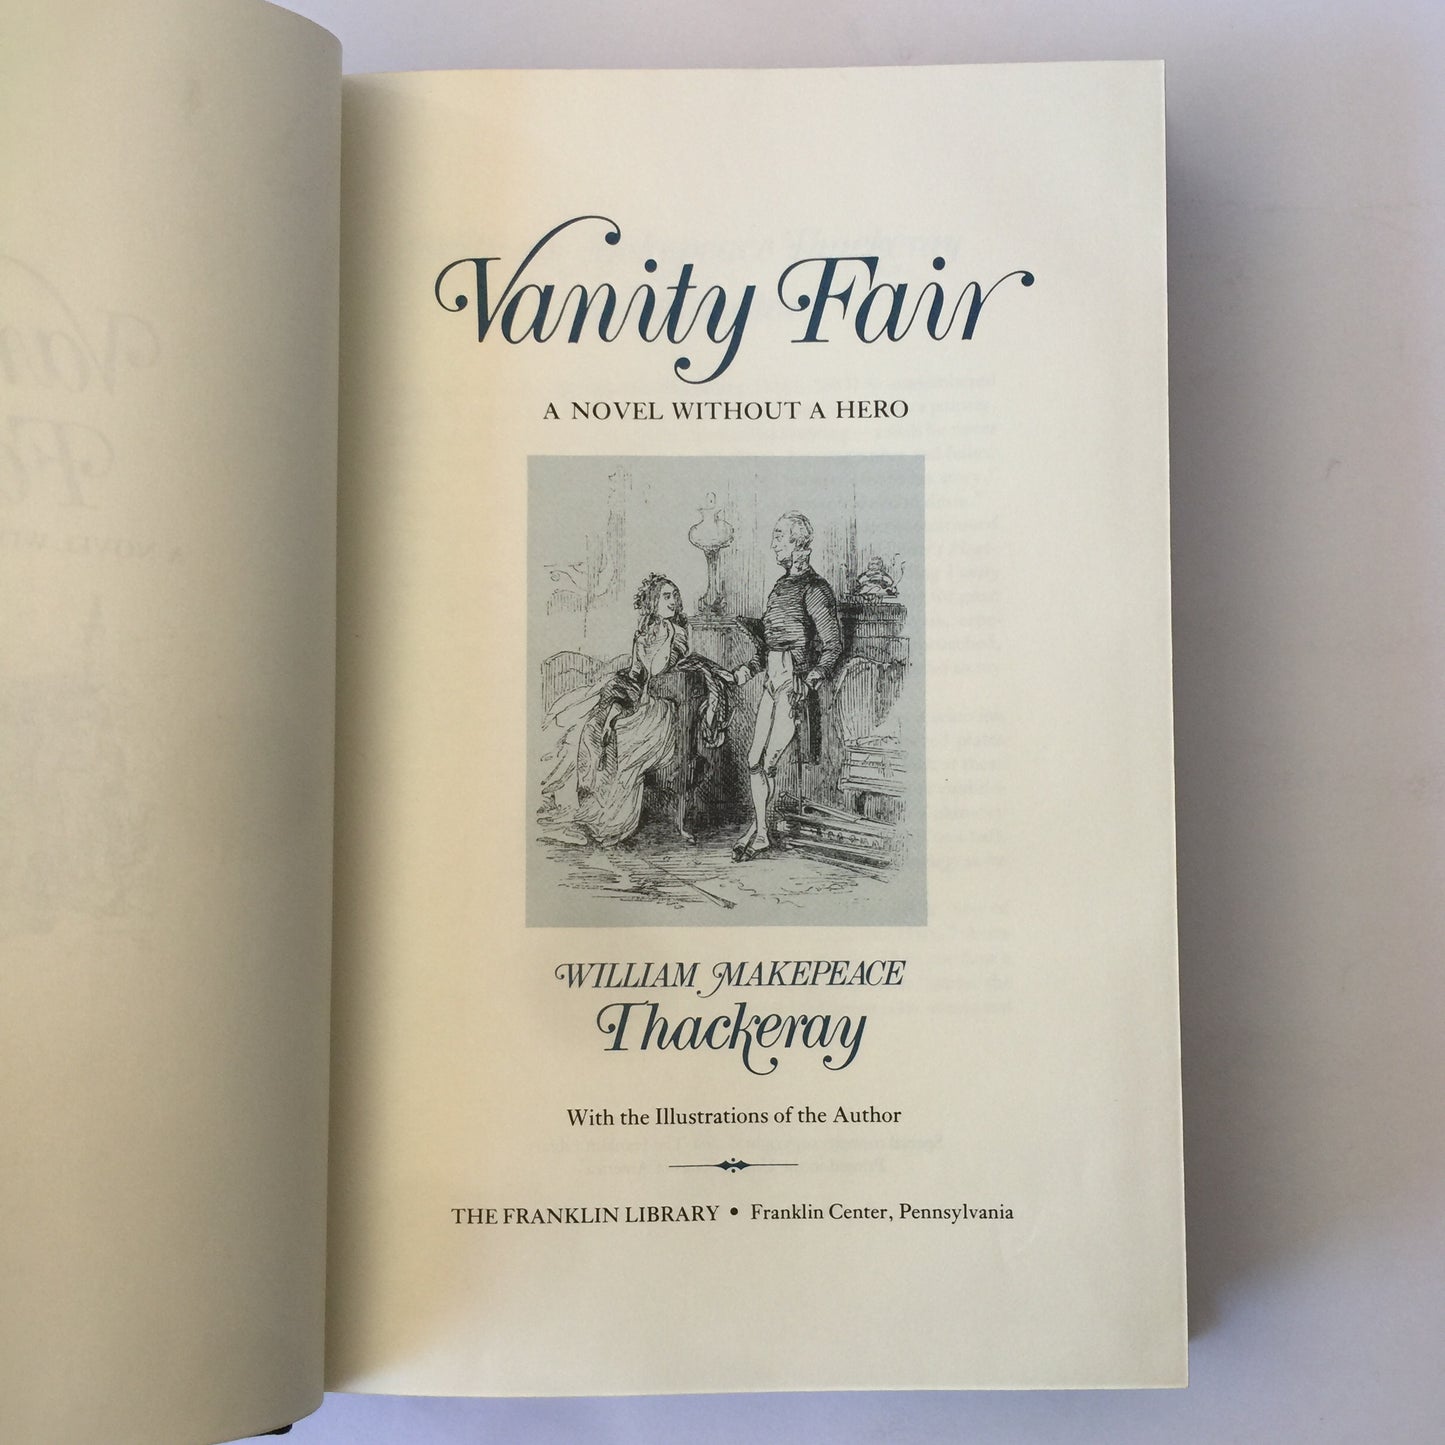 Vanity Fair
A NOVEL WITHOUT A HERO
WILLIAM MAKEPEACE
Thackeray
With the Illustrations of the Author
THE FRANKLIN LIBRARY • Franklin Center, Pennsylvania